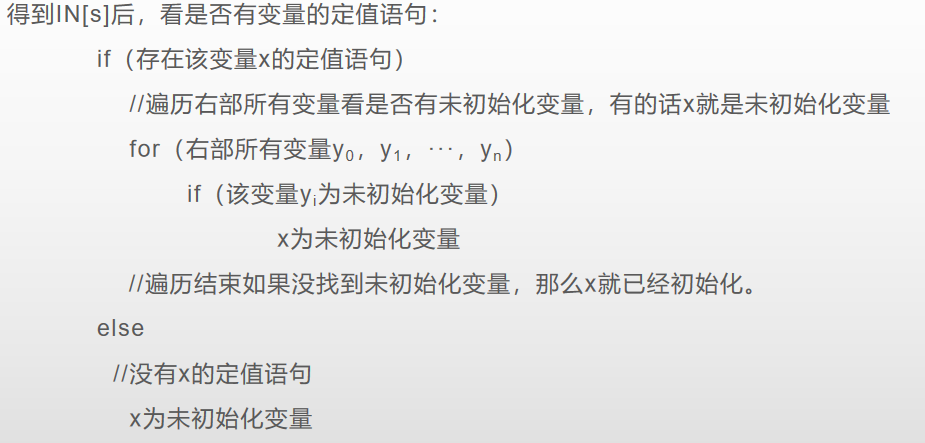 得到IN[s]后，看是否有变量的定值语句：
if（存在该变量x的定值语句）
//遍历右部所有变量看是否有未初始化变量，有的话x就是未初始化变量
for（右部所有变量y₀，y₁，…，yₙ）
if（该变量yᵢ为未初始化变量）
x为未初始化变量
//遍历结束如果没找到未初始化变量，那么x就已经初始化。
else
//没有x的定值语句
x为未初始化变量